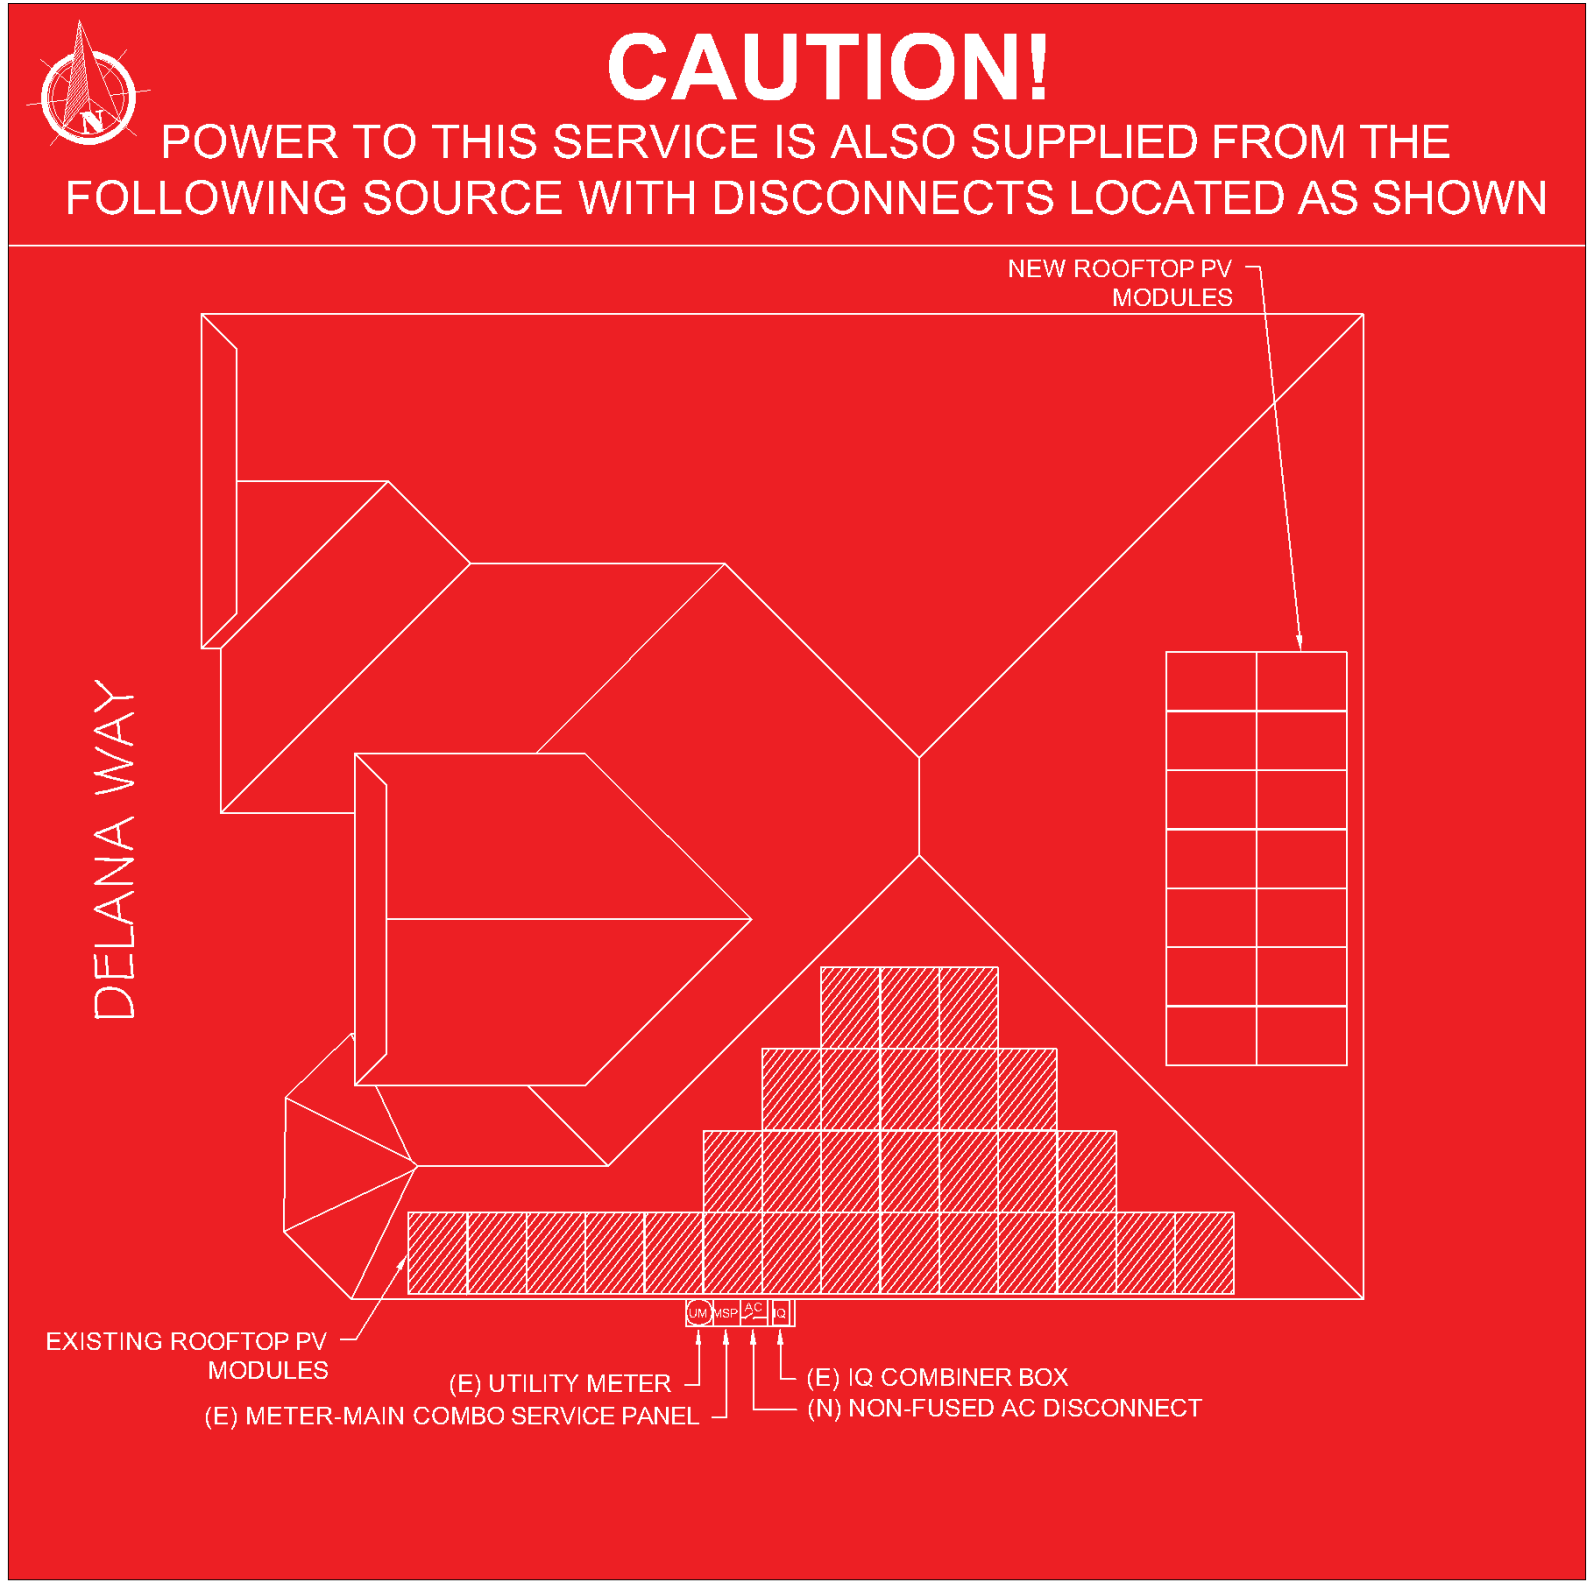 N
CAUTION!
POWER TO THIS SERVICE IS ALSO SUPPLIED FROM THE
FOLLOWING SOURCE WITH DISCONNECTS LOCATED AS SHOWN
NEW ROOFTOP PV
MODULES
DELANA WAY
UM
MSP
AC
IQ
EXISTING ROOFTOP PV
MODULES
(E) UTILITY METER
(E) METER-MAIN COMBO SERVICE PANEL
(E) IQ COMBINER BOX
(N) NON-FUSED AC DISCONNECT